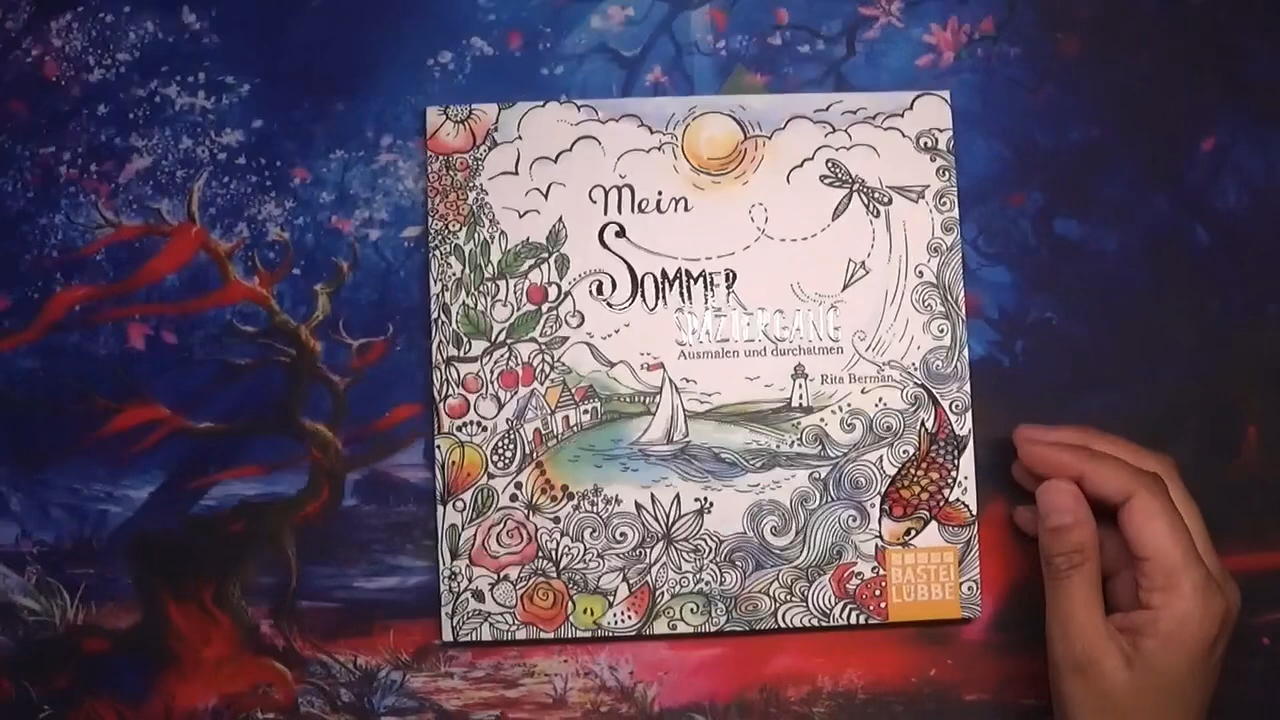 Mein
SOMMER
SPAZIERGANG
Ausmalen und durchatmen
Rita Berman
BASTEI
LÜBBE